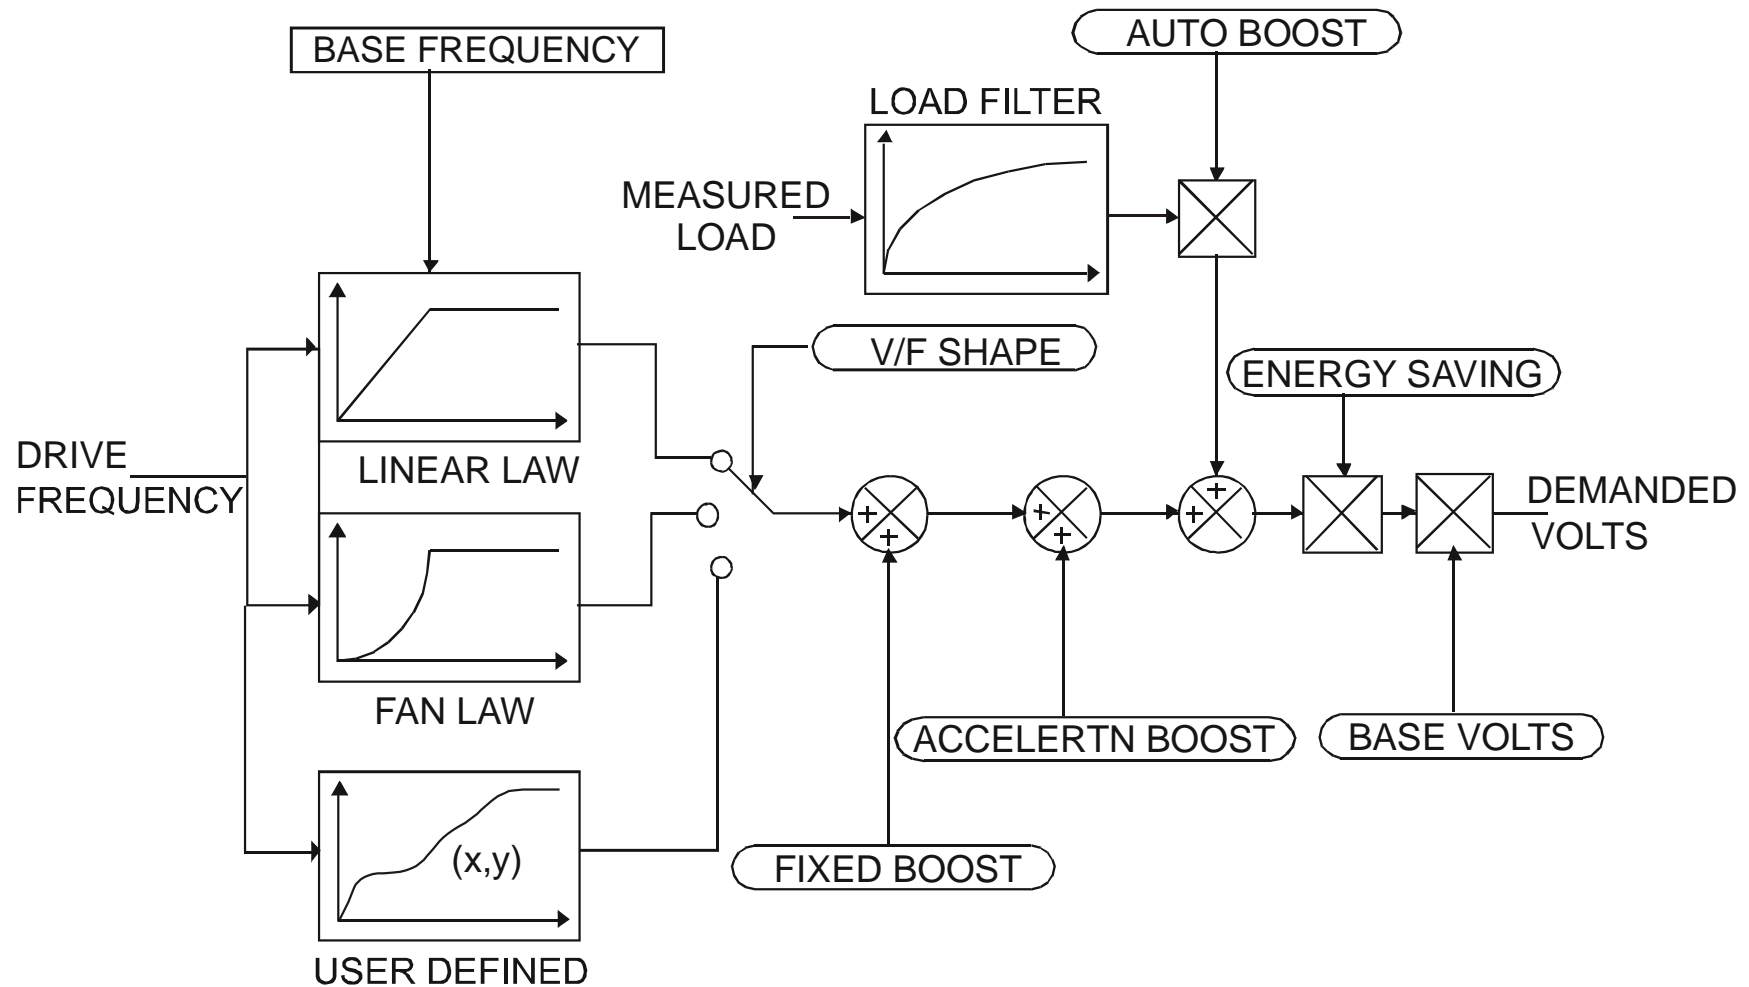 BASE FREQUENCY
AUTO BOOST
LOAD FILTER
MEASURED
LOAD
V/F SHAPE
ENERGY SAVING
DRIVE
FREQUENCY
LINEAR LAW
+
+
+
+
+
+
DEMANDED
VOLTS
FAN LAW
ACCELERTN BOOST
BASE VOLTS
(x,y)
FIXED BOOST
USER DEFINED